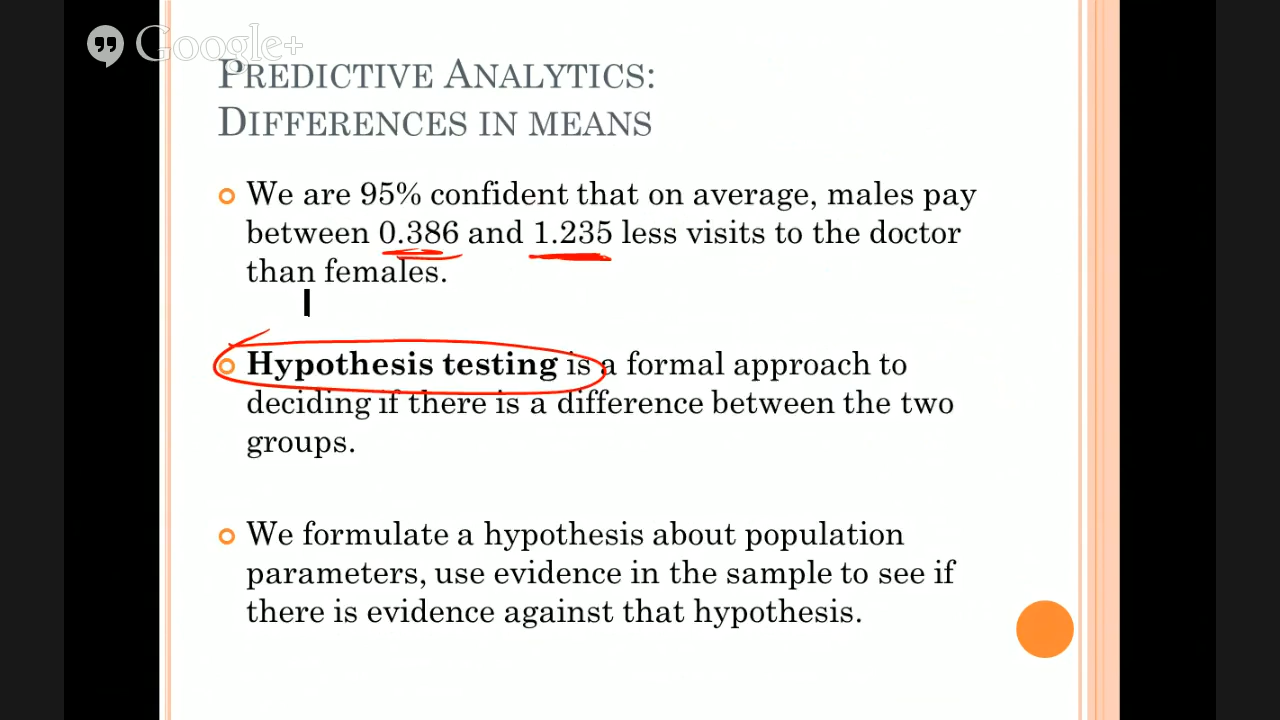 Google+
PREDICTIVE ANALYTICS:
DIFFERENCES IN MEANS
We are 95% confident that on average, males pay
between 0.386 and 1.235 less visits to the doctor
than females.
Hypothesis testing is a formal approach to
deciding if there is a difference between the two
groups.
We formulate a hypothesis about population
parameters, use evidence in the sample to see if
there is evidence against that hypothesis.